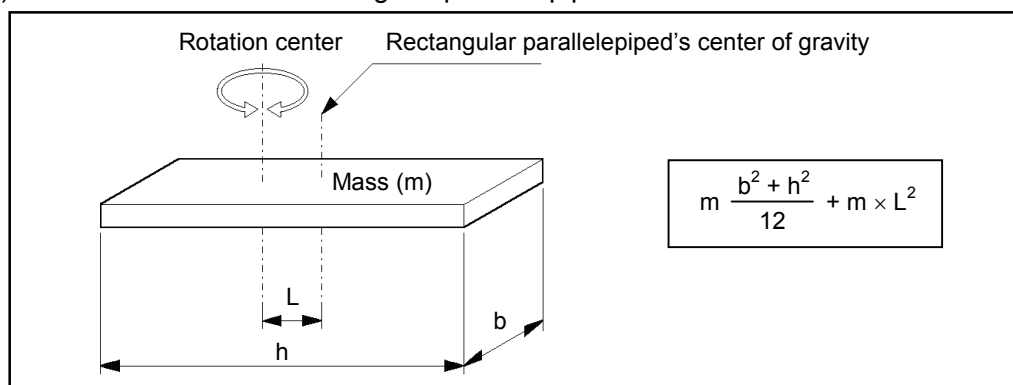 Rotation center
Rectangular parallelepiped's center of gravity
Mass (m)
m (b² + h²)/12 + m × L²
L
b
h